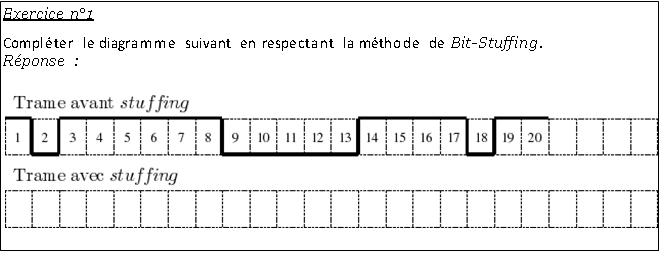 Exercice n°1
Compléter le diagramme suivant en respectant la méthode de Bit-Stuffing.
Réponse :
Trame avant stuffing
1 2 3 4 5 6 7 8 9 10 11 12 13 14 15 16 17 18 19 20
Trame avec stuffing